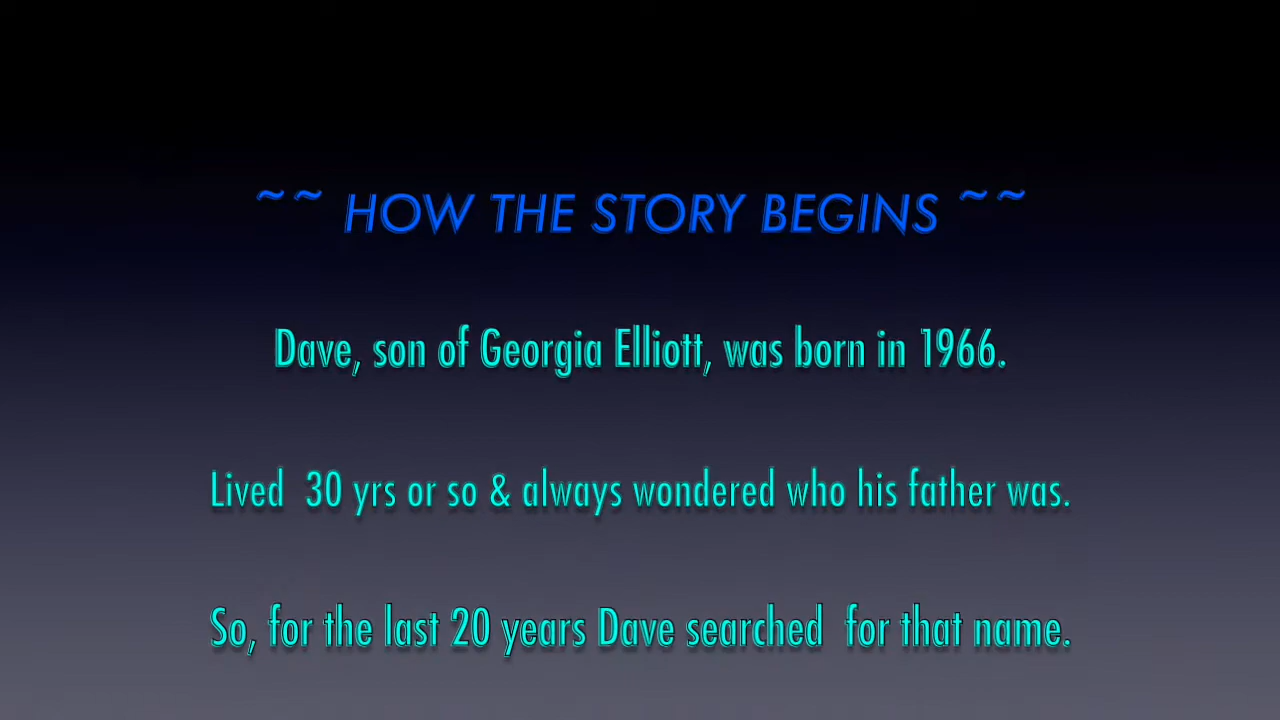 ~~ HOW THE STORY BEGINS ~~
Dave, son of Georgia Elliott, was born in 1966.
Lived  30 yrs or so & always wondered who his father was.
So, for the last 20 years Dave searched  for that name.